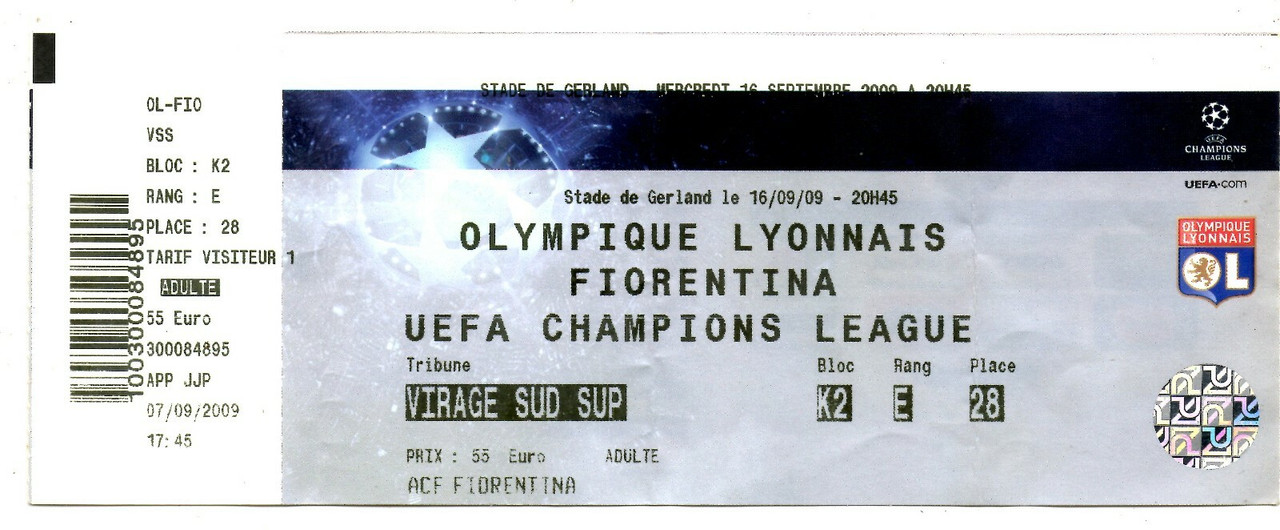 OL-FIO
VSS
BLOC : K2
RANG : E
PLACE : 28
TARIF VISITEUR 1
ADULTE
55 Euro
300084895
APP JJP
07/09/2009
17:45
100300084895
STADE DE GERLAND - MERCREDI 16 SEPTEMBRE 2009 A 20H45
UEFA
CHAMPIONS
LEAGUE
UEFA.com
Stade de Gerland le 16/09/09 - 20H45
OLYMPIQUE LYONNAIS
FIORENTINA
UEFA CHAMPIONS LEAGUE
OLYMPIQUE
LYONNAIS
OL
Tribune Bloc Rang Place
VIRAGE SUD SUP K2 E 28
PRIX : 55 Euro ADULTE
ACF FIORENTINA